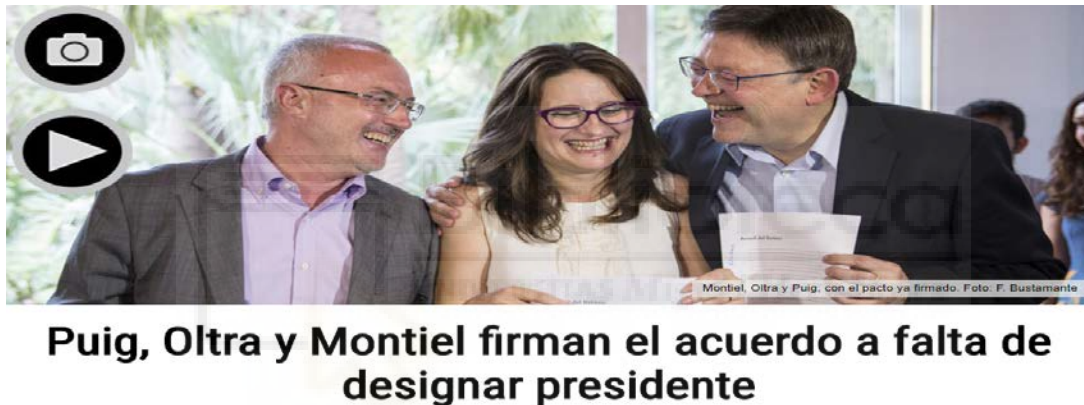 Montiel, Oltra y Puig, con el pacto ya firmado. Foto: F. Bustamante
Puig, Oltra y Montiel firman el acuerdo a falta de
designar presidente